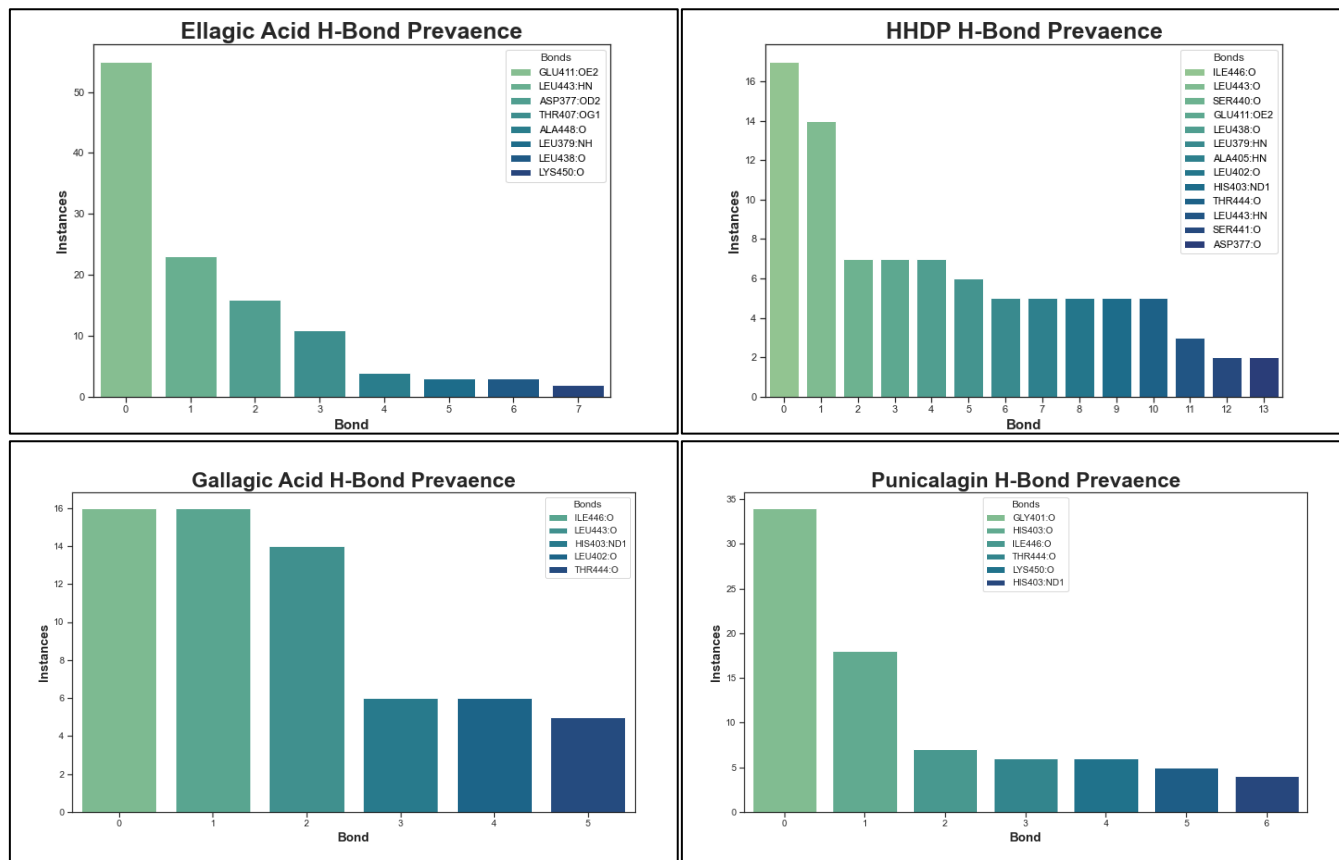 Ellagic Acid H-Bond Prevaence
Bonds
GLU411:OE2
LEU443:HN
ASP377:OD2
THR407:OG1
ALA448:O
LEU379:NH
LEU438:O
LYS450:O
Instances
50
40
30
20
10
0
0 1 2 3 4 5 6 7
Bond
HHDP H-Bond Prevaence
Bonds
ILE446:O
LEU443:O
SER440:O
GLU411:OE2
LEU438:O
LEU379:HN
ALA405:HN
LEU402:O
HIS403:ND1
THR444:O
LEU443:HN
SER441:O
ASP377:O
Instances
16
14
12
10
8
6
4
2
0
0 1 2 3 4 5 6 7 8 9 10 11 12 13
Bond
Gallagic Acid H-Bond Prevaence
Bonds
ILE446:O
LEU443:O
HIS403:ND1
LEU402:O
THR444:O
Instances
16
14
12
10
8
6
4
2
0
0 1 2 3 4 5
Bond
Punicalagin H-Bond Prevaence
Bonds
GLY401:O
HIS403:O
ILE446:O
THR444:O
LYS450:O
HIS403:ND1
Instances
35
30
25
20
15
10
5
0
0 1 2 3 4 5 6
Bond